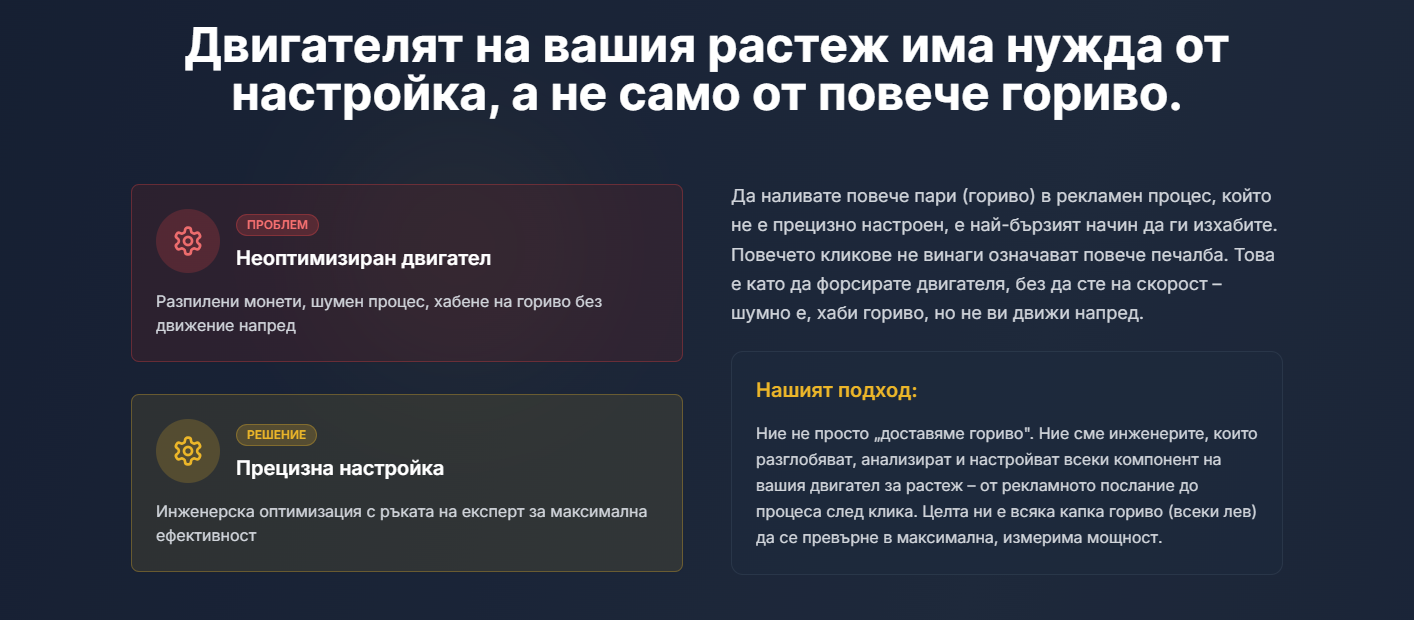 Двигателят на вашия растеж има нужда от
настройка, а не само от повече гориво.
ПРОБЛЕМ
Неоптимизиран двигател
Разпилени монети, шумен процес, хабене на гориво без
движение напред
РЕШЕНИЕ
Прецизна настройка
Инженерска оптимизация с ръката на експерт за максимална
ефективност
Да наливате повече пари (гориво) в рекламен процес, който
не е прецизно настроен, е най-бързият начин да ги изхабите.
Повечето кликове не винаги означават повече печалба. Това
е като да форсирате двигателя, без да сте на скорост –
шумно е, хаби гориво, но не ви движи напред.
Нашият подход:
Ние не просто „доставяме гориво". Ние сме инженерите, които
разглобяват, анализират и настройват всеки компонент на
вашия двигател за растеж – от рекламното послание до
процеса след клика. Целта ни е всяка капка гориво (всеки лев)
да се превърне в максимална, измерима мощност.